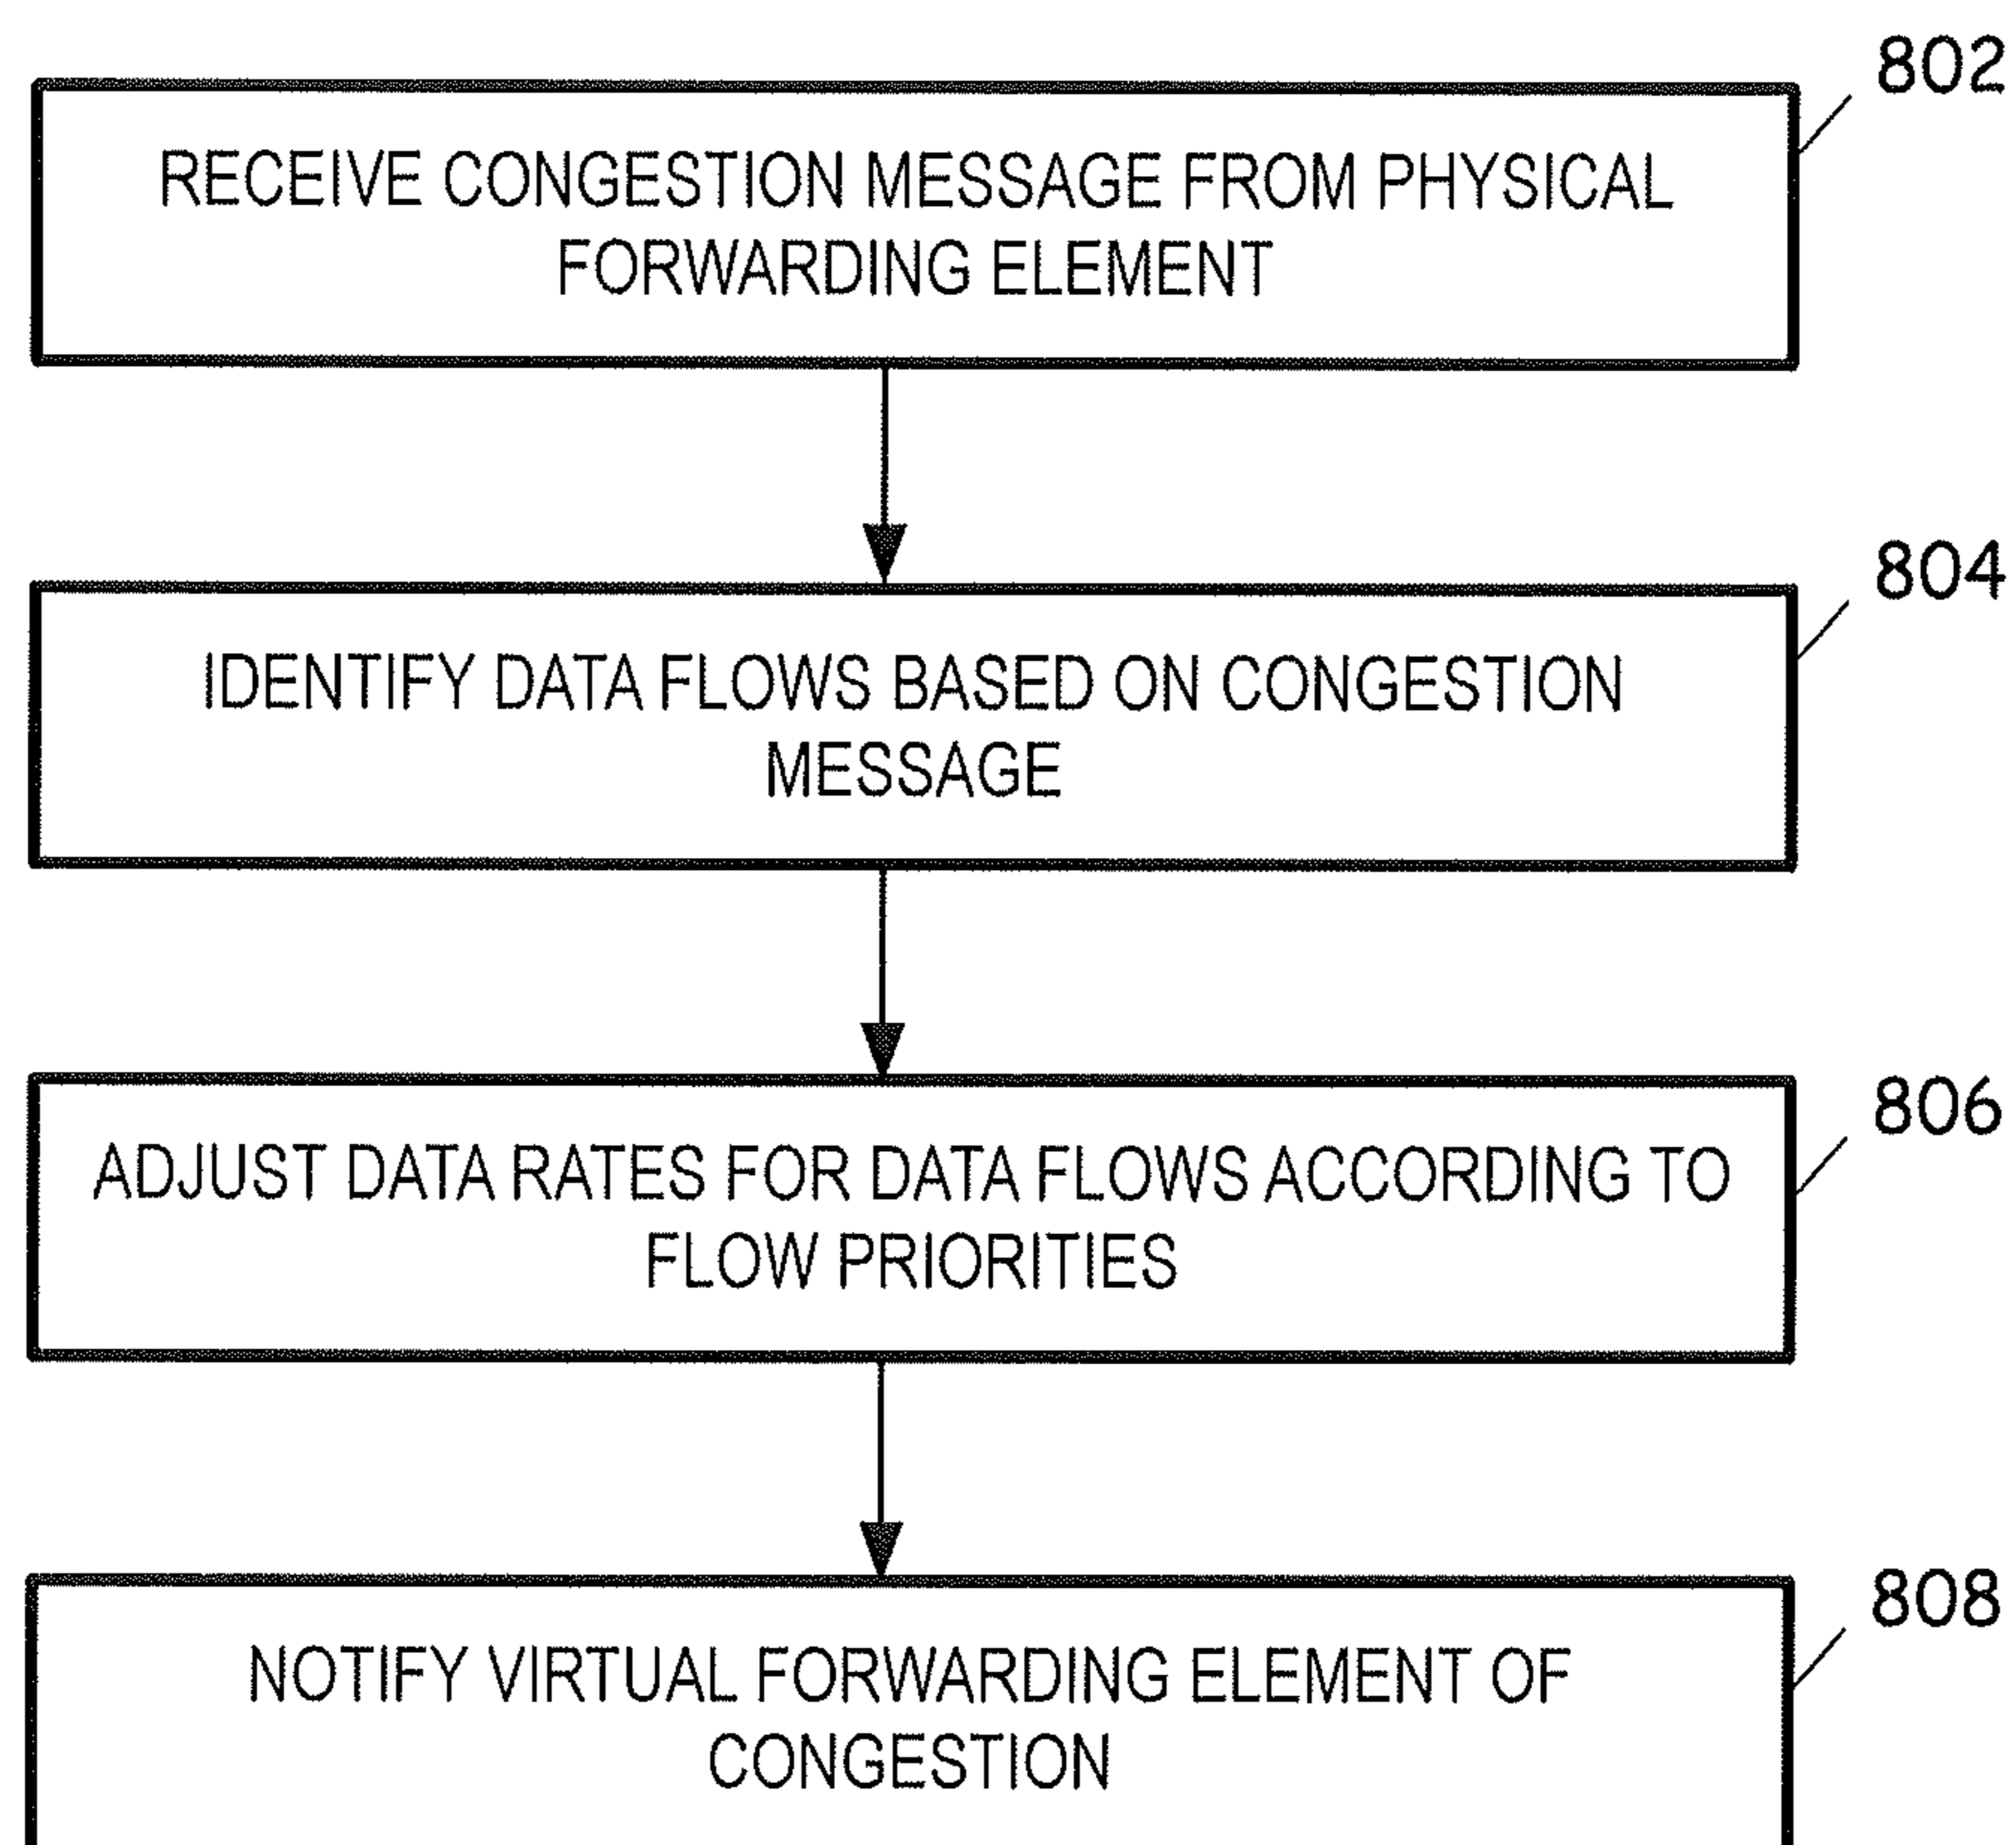 802
RECEIVE CONGESTION MESSAGE FROM PHYSICAL
FORWARDING ELEMENT
804
IDENTIFY DATA FLOWS BASED ON CONGESTION
MESSAGE
806
ADJUST DATA RATES FOR DATA FLOWS ACCORDING TO
FLOW PRIORITIES
808
NOTIFY VIRTUAL FORWARDING ELEMENT OF
CONGESTION